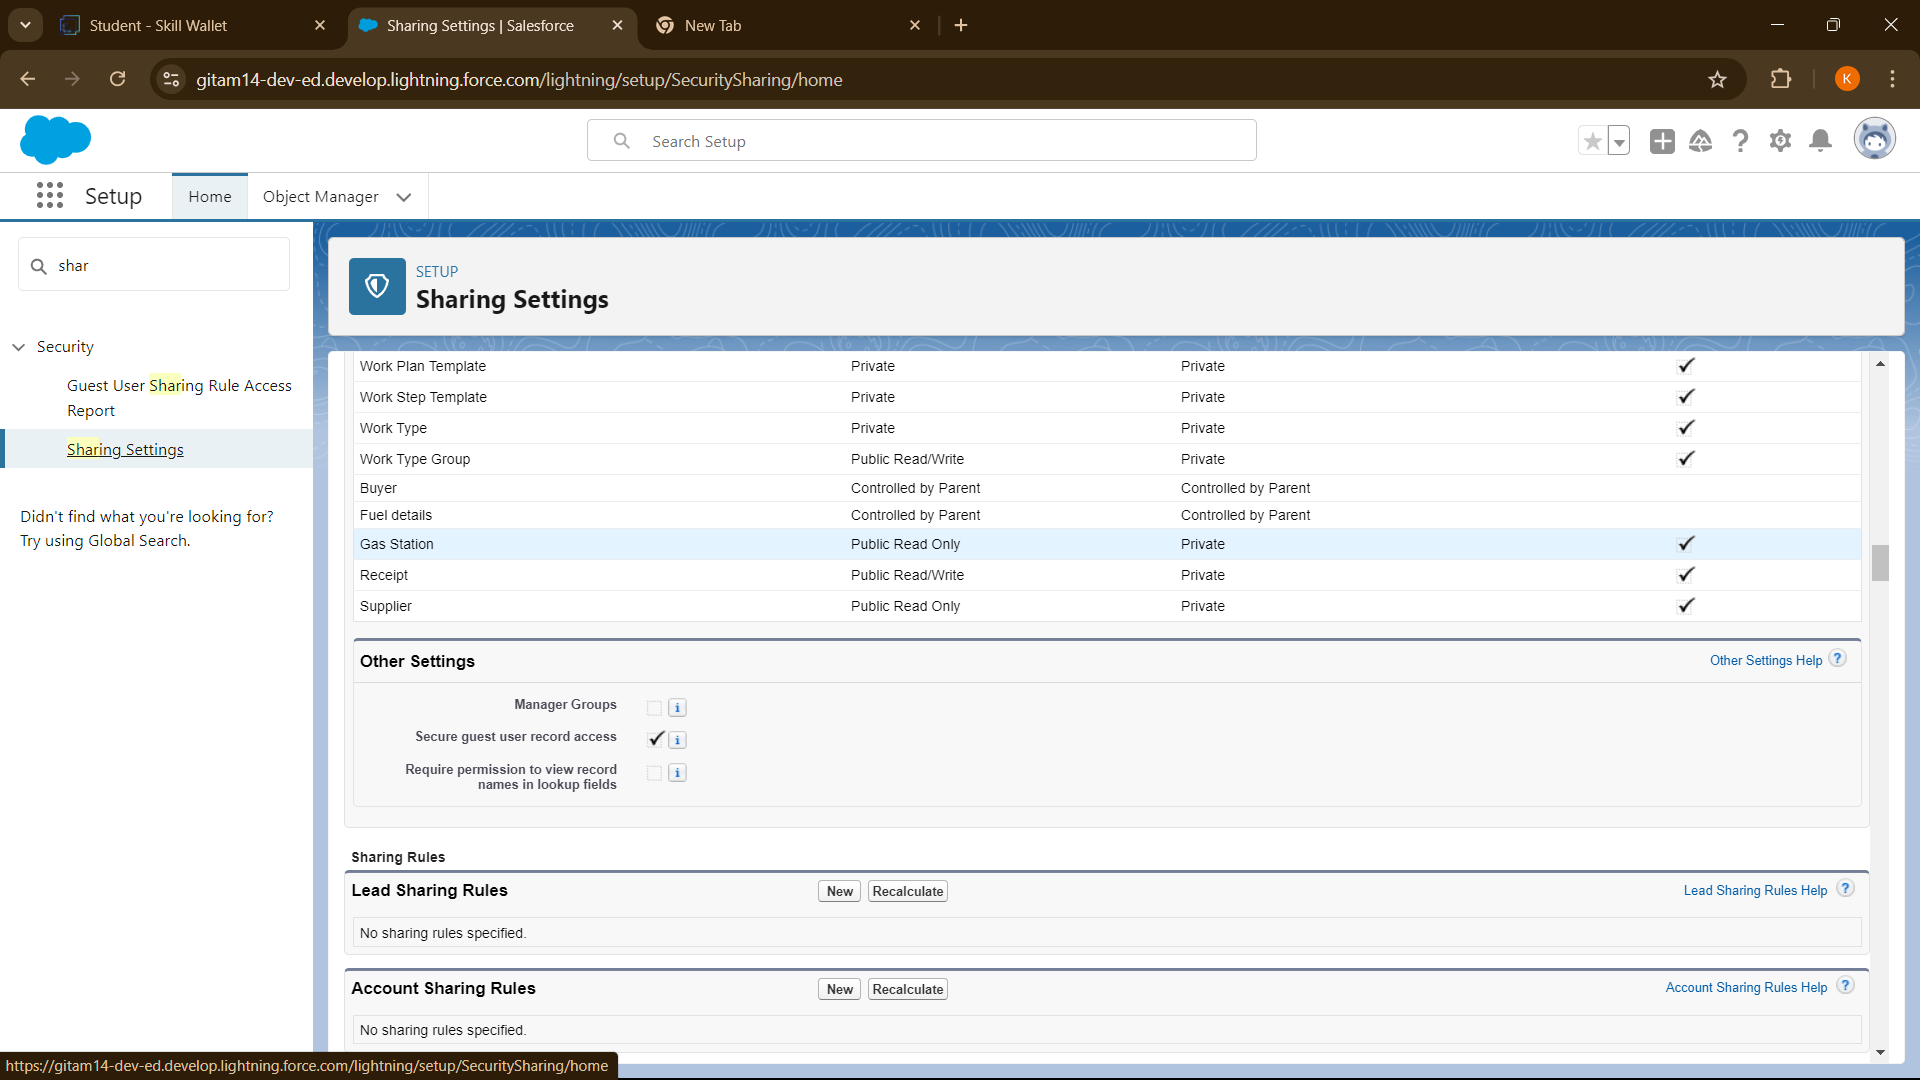 Student - Skill Wallet
Sharing Settings | Salesforce
New Tab
gitam14-dev-ed.develop.lightning.force.com/lightning/setup/SecuritySharing/home
K
Search Setup
Setup
Home
Object Manager
shar
Security
Guest User Sharing Rule Access
Report
Sharing Settings
Didn't find what you're looking for?
Try using Global Search.
SETUP
Sharing Settings
Work Plan Template Private Private
Work Step Template Private Private
Work Type Private Private
Work Type Group Public Read/Write Private
Buyer Controlled by Parent Controlled by Parent
Fuel details Controlled by Parent Controlled by Parent
Gas Station Public Read Only Private
Receipt Public Read/Write Private
Supplier Public Read Only Private
Other Settings Other Settings Help ?
Manager Groups i
Secure guest user record access i
Require permission to view record
names in lookup fields i
Sharing Rules
Lead Sharing Rules New Recalculate Lead Sharing Rules Help ?
No sharing rules specified.
Account Sharing Rules New Recalculate Account Sharing Rules Help ?
No sharing rules specified.
https://gitam14-dev-ed.develop.lightning.force.com/lightning/setup/SecuritySharing/home